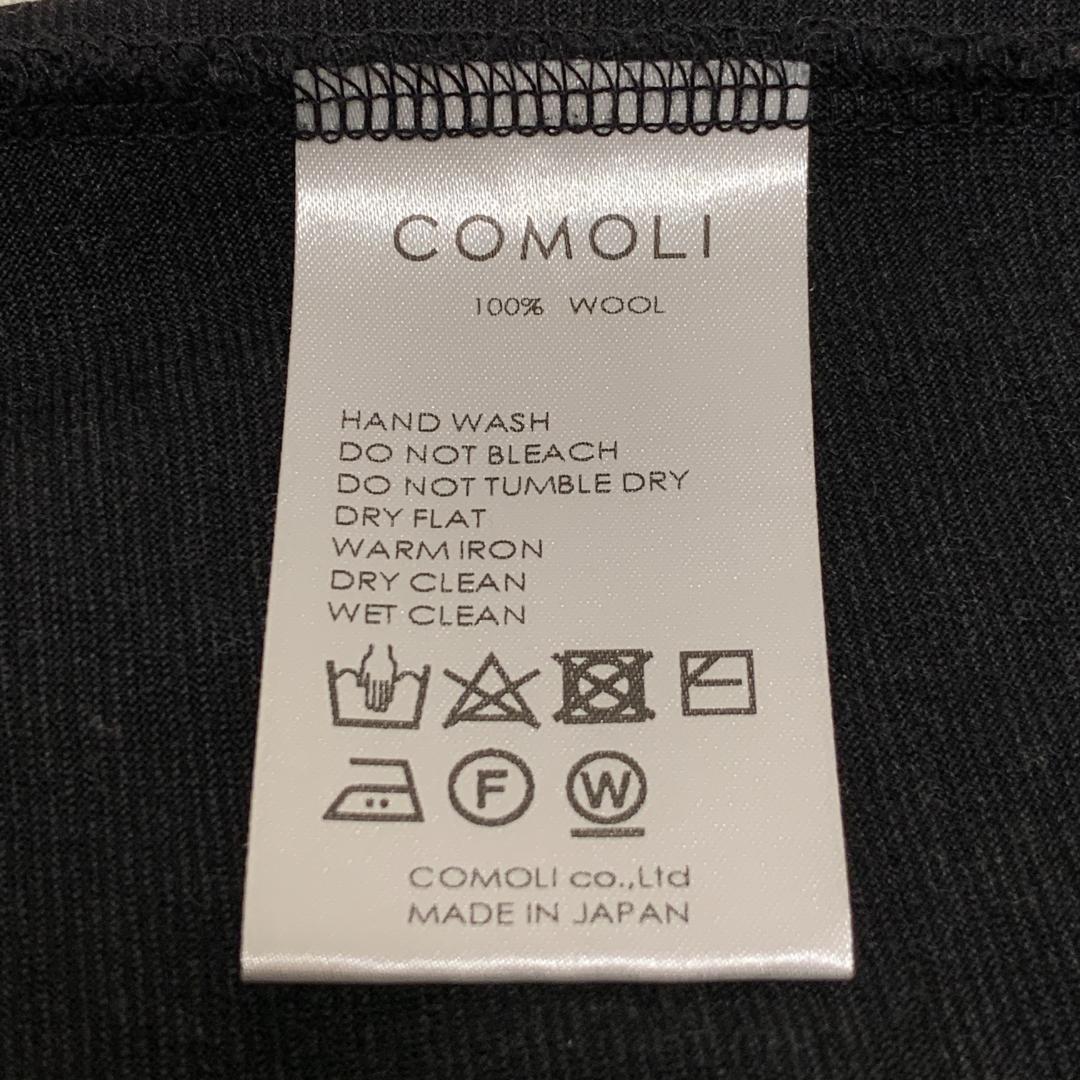 COMOLI
100% WOOL
HAND WASH
DO NOT BLEACH
DO NOT TUMBLE DRY
DRY FLAT
WARM IRON
DRY CLEAN
WET CLEAN
F W
COMOLI co.,Ltd
MADE IN JAPAN